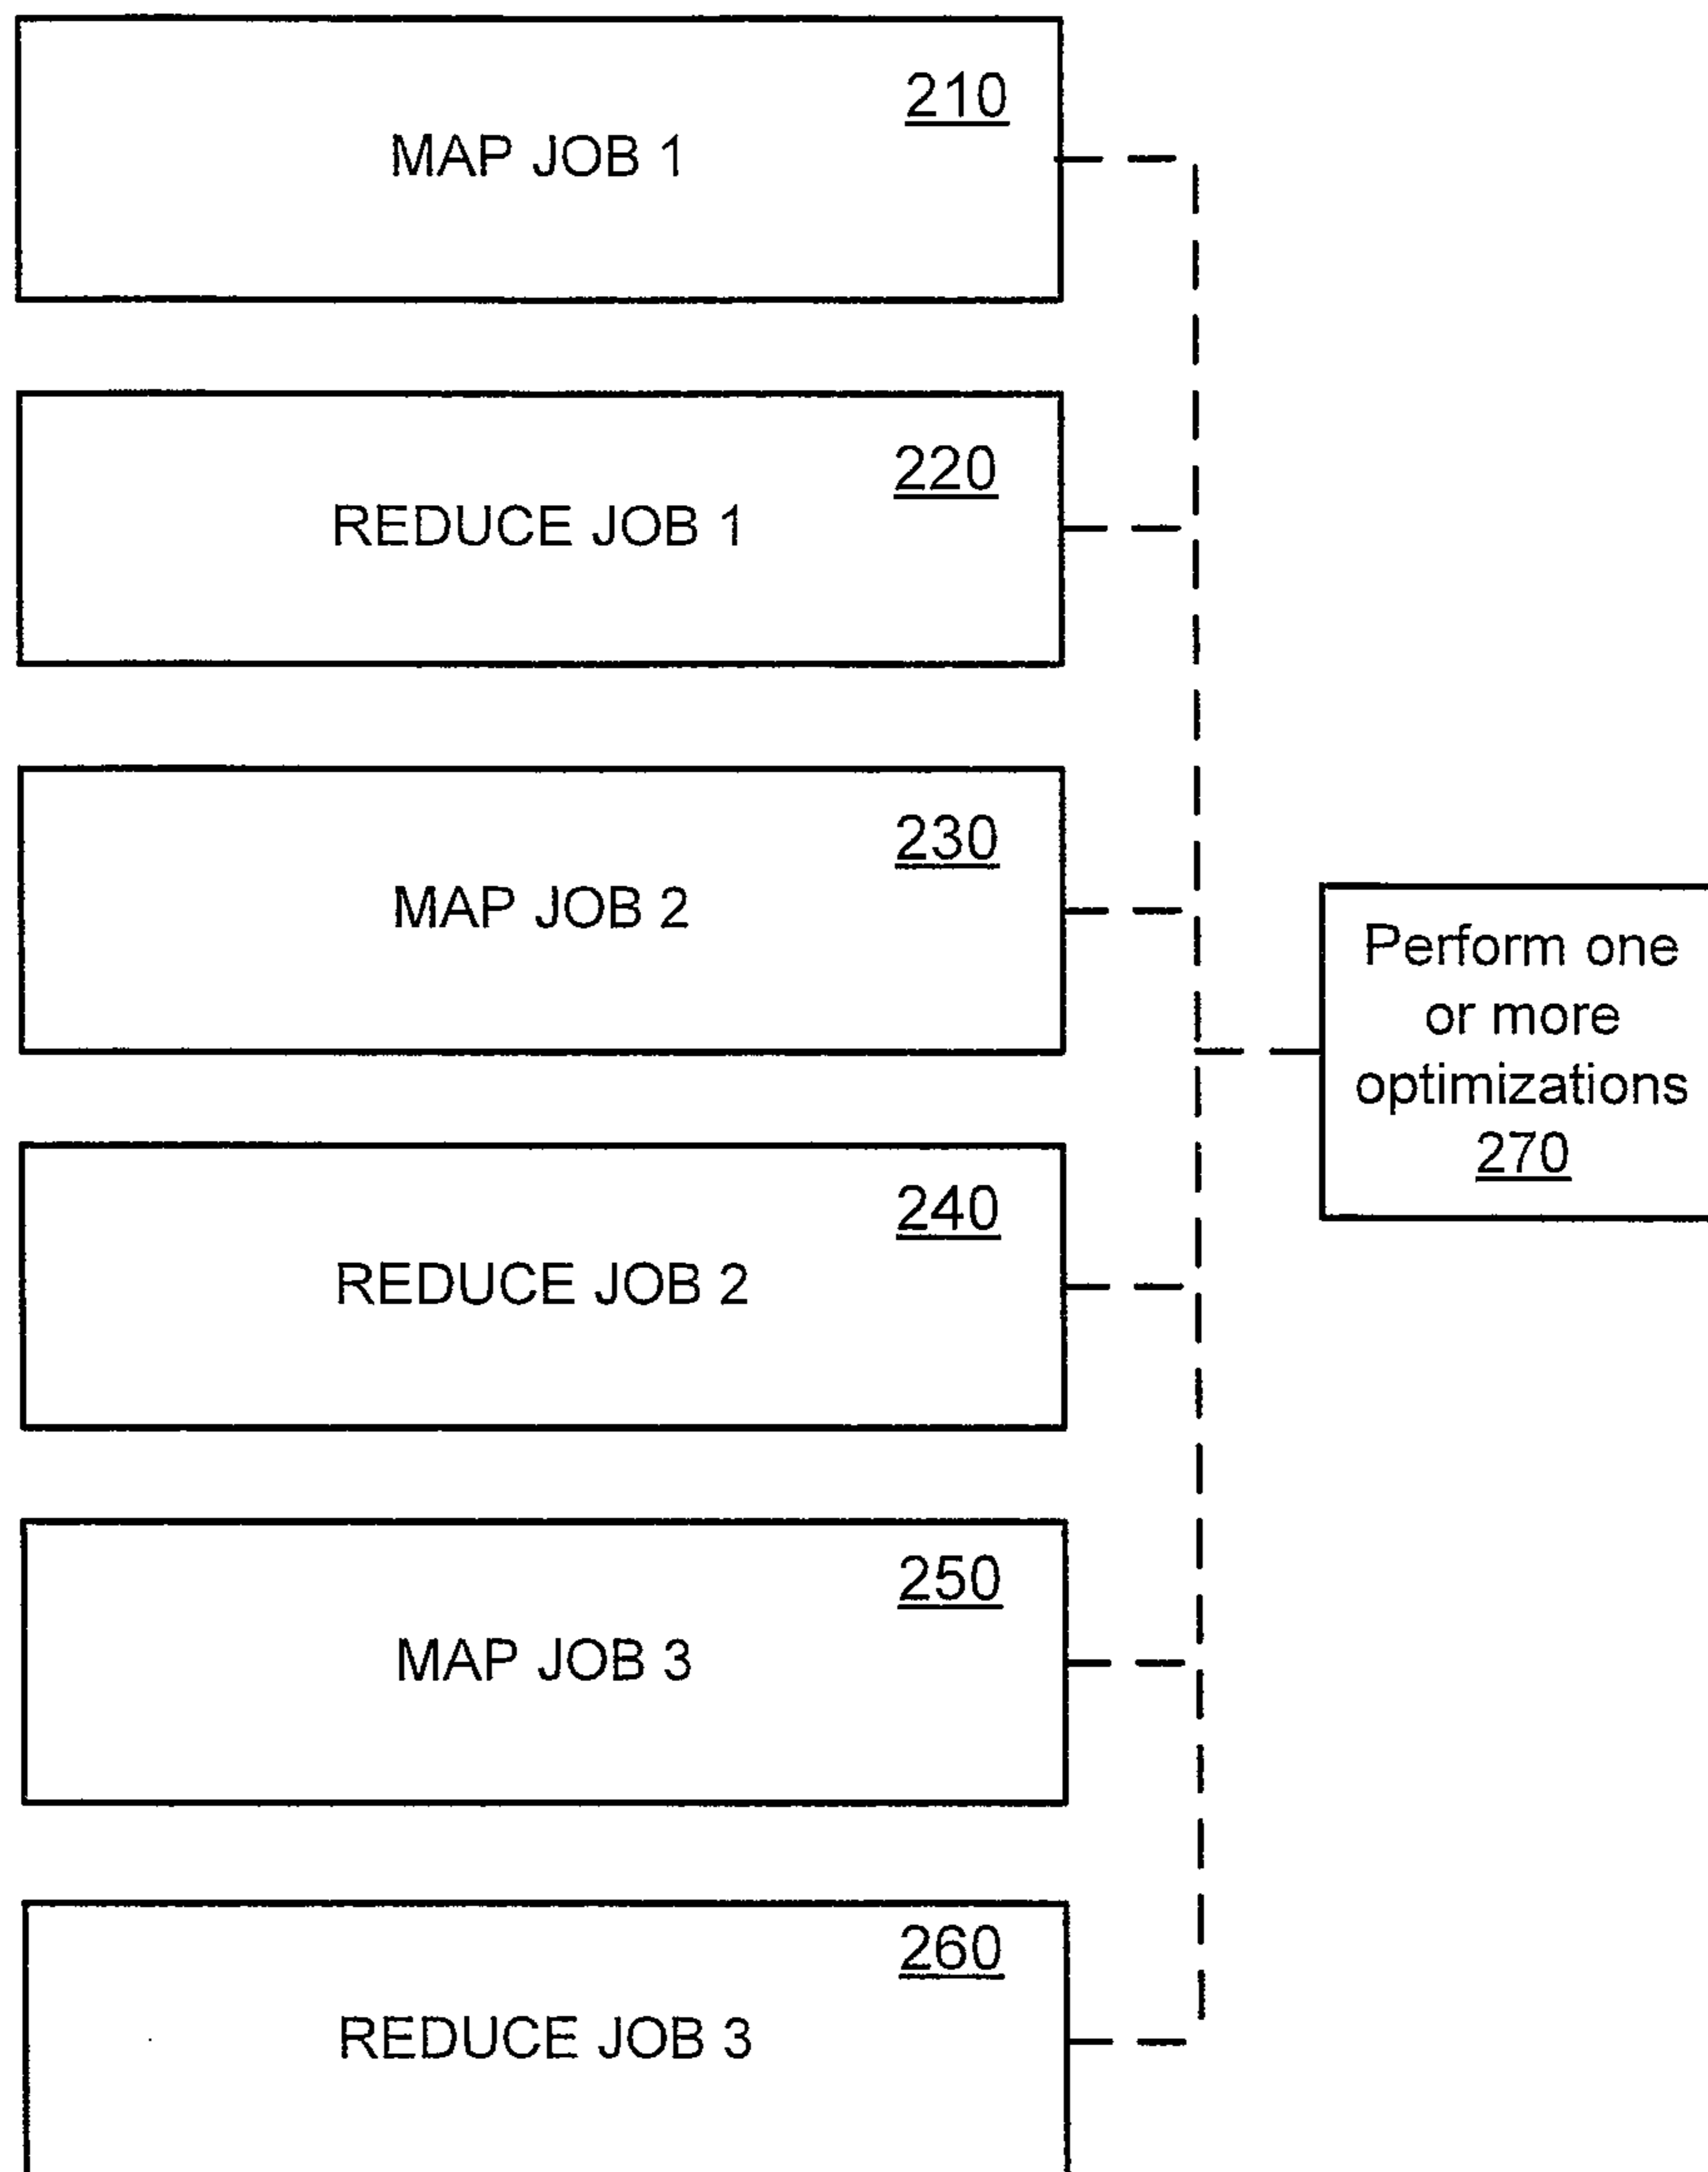 210
MAP JOB 1
220
REDUCE JOB 1
230
MAP JOB 2
240
REDUCE JOB 2
250
MAP JOB 3
260
REDUCE JOB 3
Perform one
or more
optimizations
270